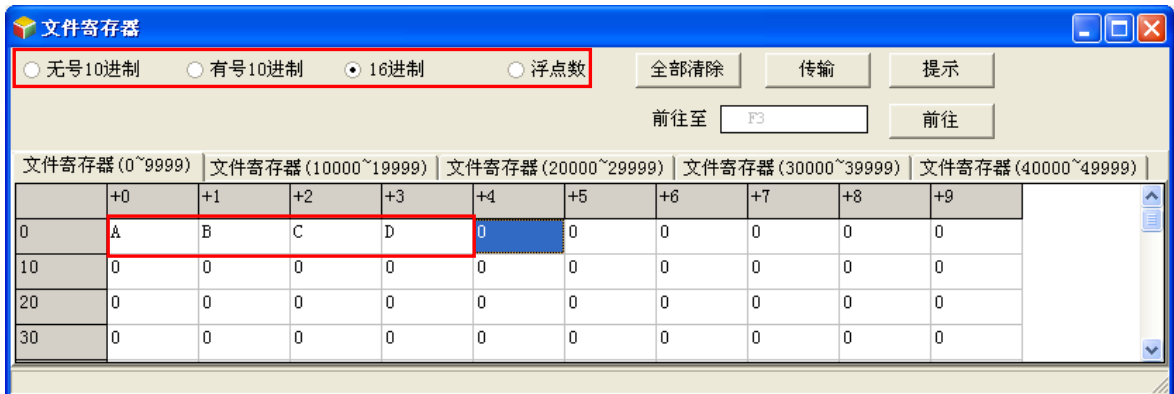 文件寄存器
无号10进制 有号10进制 16进制 浮点数 全部清除 传输 提示
前往至 F3 前往
文件寄存器(0~9999) 文件寄存器(10000~19999) 文件寄存器(20000~29999) 文件寄存器(30000~39999) 文件寄存器(40000~49999)
+0 +1 +2 +3 +4 +5 +6 +7 +8 +9
0 A B C D 0 0 0 0 0 0
10 0 0 0 0 0 0 0 0 0 0
20 0 0 0 0 0 0 0 0 0 0
30 0 0 0 0 0 0 0 0 0 0